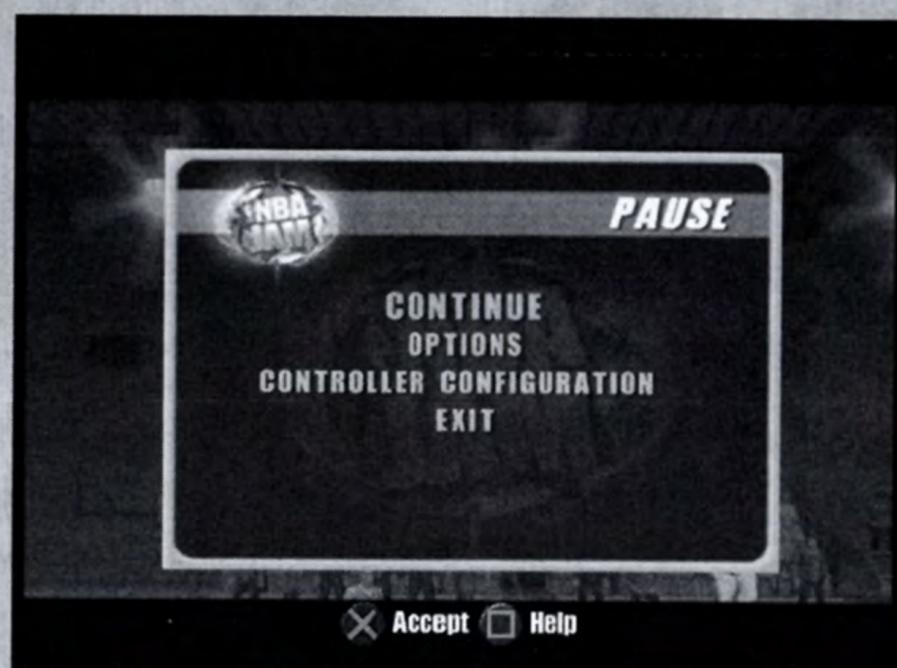 NBA
JAM
PAUSE
CONTINUE
OPTIONS
CONTROLLER CONFIGURATION
EXIT
Accept Help